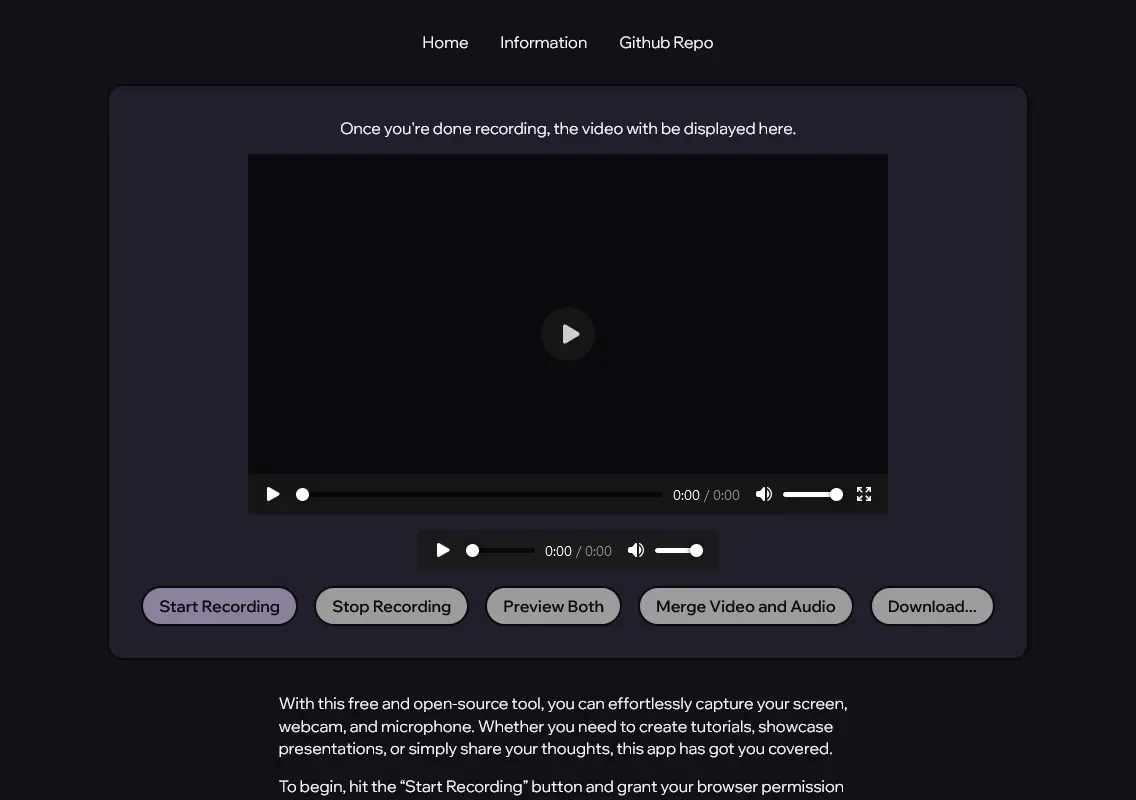 Home Information Github Repo
Once you're done recording, the video with be displayed here.
0:00 / 0:00
0:00 / 0:00
Start Recording Stop Recording Preview Both Merge Video and Audio Download...
With this free and open-source tool, you can effortlessly capture your screen,
webcam, and microphone. Whether you need to create tutorials, showcase
presentations, or simply share your thoughts, this app has got you covered.
To begin, hit the “Start Recording” button and grant your browser permission